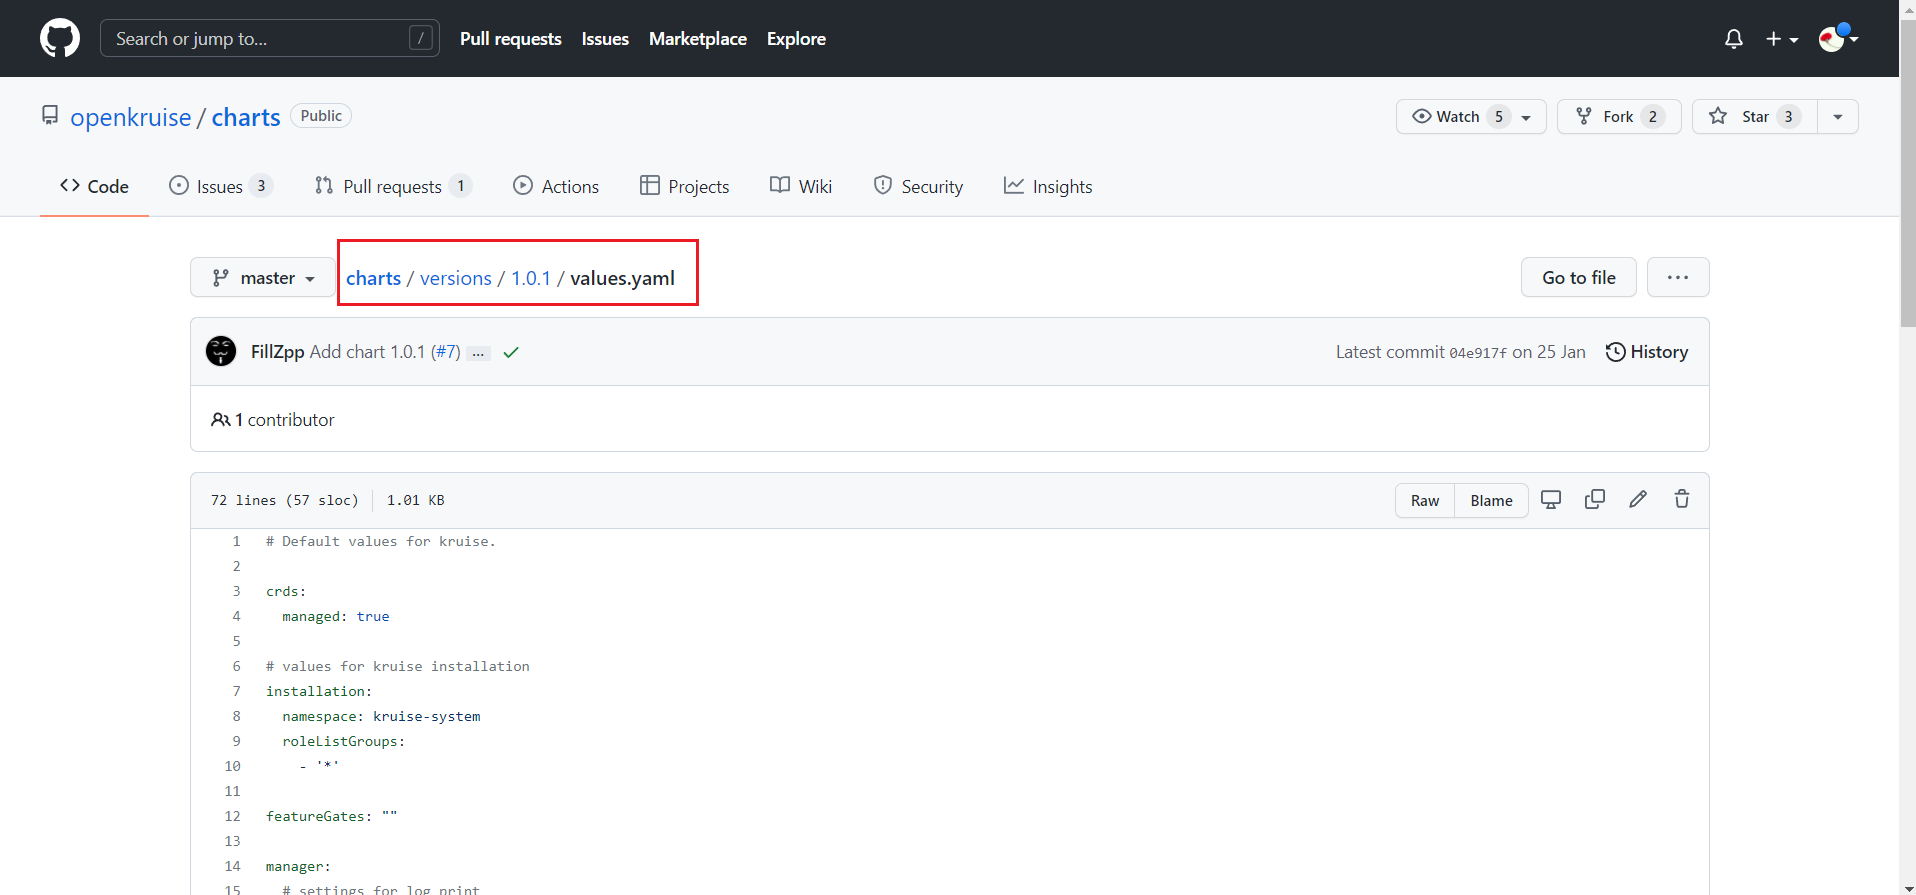 Search or jump to... / Pull requests Issues Marketplace Explore
openkruise / charts Public Watch 5 Fork 2 Star 3
Code Issues 3 Pull requests 1 Actions Projects Wiki Security Insights
master charts / versions / 1.0.1 / values.yaml Go to file ...
FillZpp Add chart 1.0.1 (#7) ... Latest commit 04e917f on 25 Jan History
1 contributor
72 lines (57 sloc) 1.01 KB Raw Blame
1 # Default values for kruise.
2
3 crds:
4 managed: true
5
6 # values for kruise installation
7 installation:
8 namespace: kruise-system
9 roleListGroups:
10 - '*'
11
12 featureGates: ""
13
14 manager:
15 # settings for log print